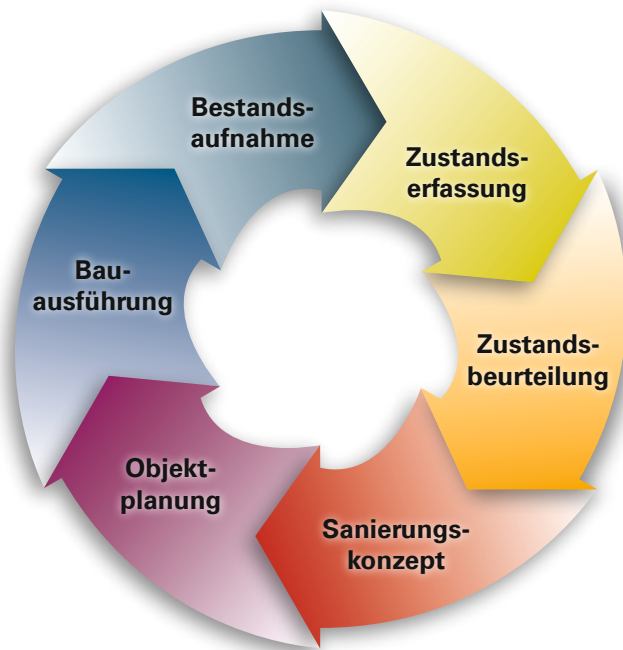 Bestands-
aufnahme
Zustands-
erfassung
Zustands-
beurteilung
Sanierungs-
konzept
Objekt-
planung
Bau-
ausführung